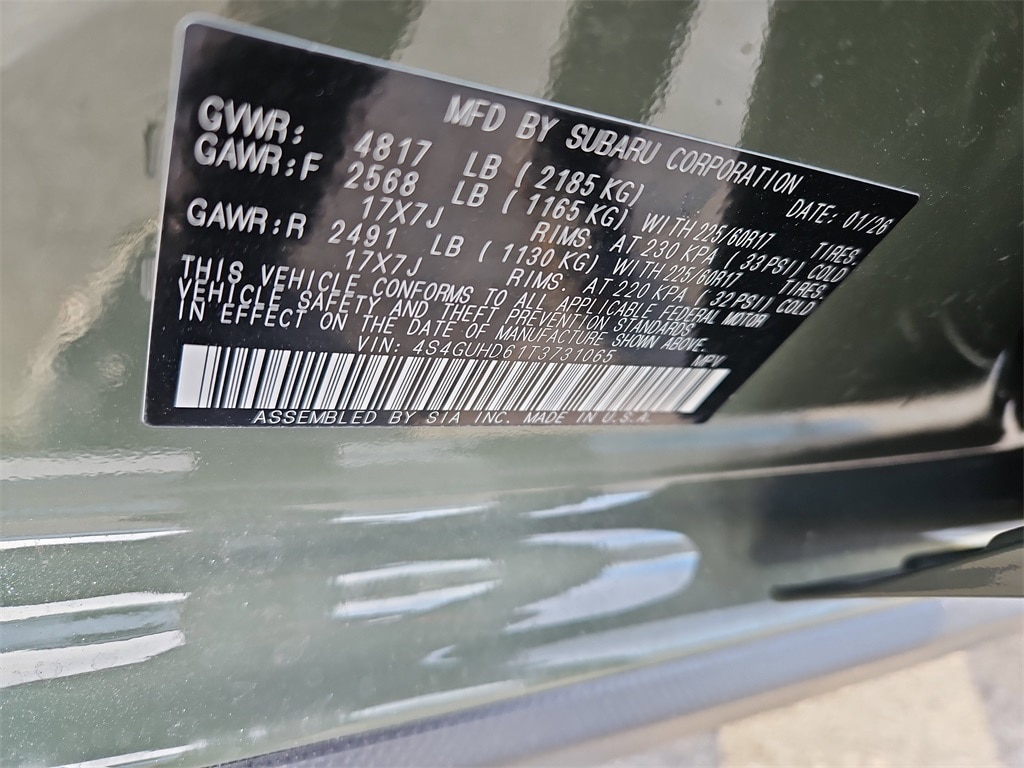 MFD BY SUBARU CORPORATION
DATE: 01/26
GVWR: 4817 LB (2185 KG)
GAWR:F 2568 LB (1165 KG) WITH 225/60R17 TIRES.
17X7J RIMS. AT 230 KPA (33 PSI) COLD
GAWR:R 2491 LB (1130 KG) WITH 225/60R17 TIRES.
17X7J RIMS. AT 220 KPA (32 PSI) COLD
THIS VEHICLE CONFORMS TO ALL APPLICABLE FEDERAL MOTOR
VEHICLE SAFETY AND THEFT PREVENTION STANDARDS
IN EFFECT ON THE DATE OF MANUFACTURE SHOWN ABOVE.
VIN: 4S4GUHD61T3731065 MPV
ASSEMBLED BY SIA INC. MADE IN U.S.A.